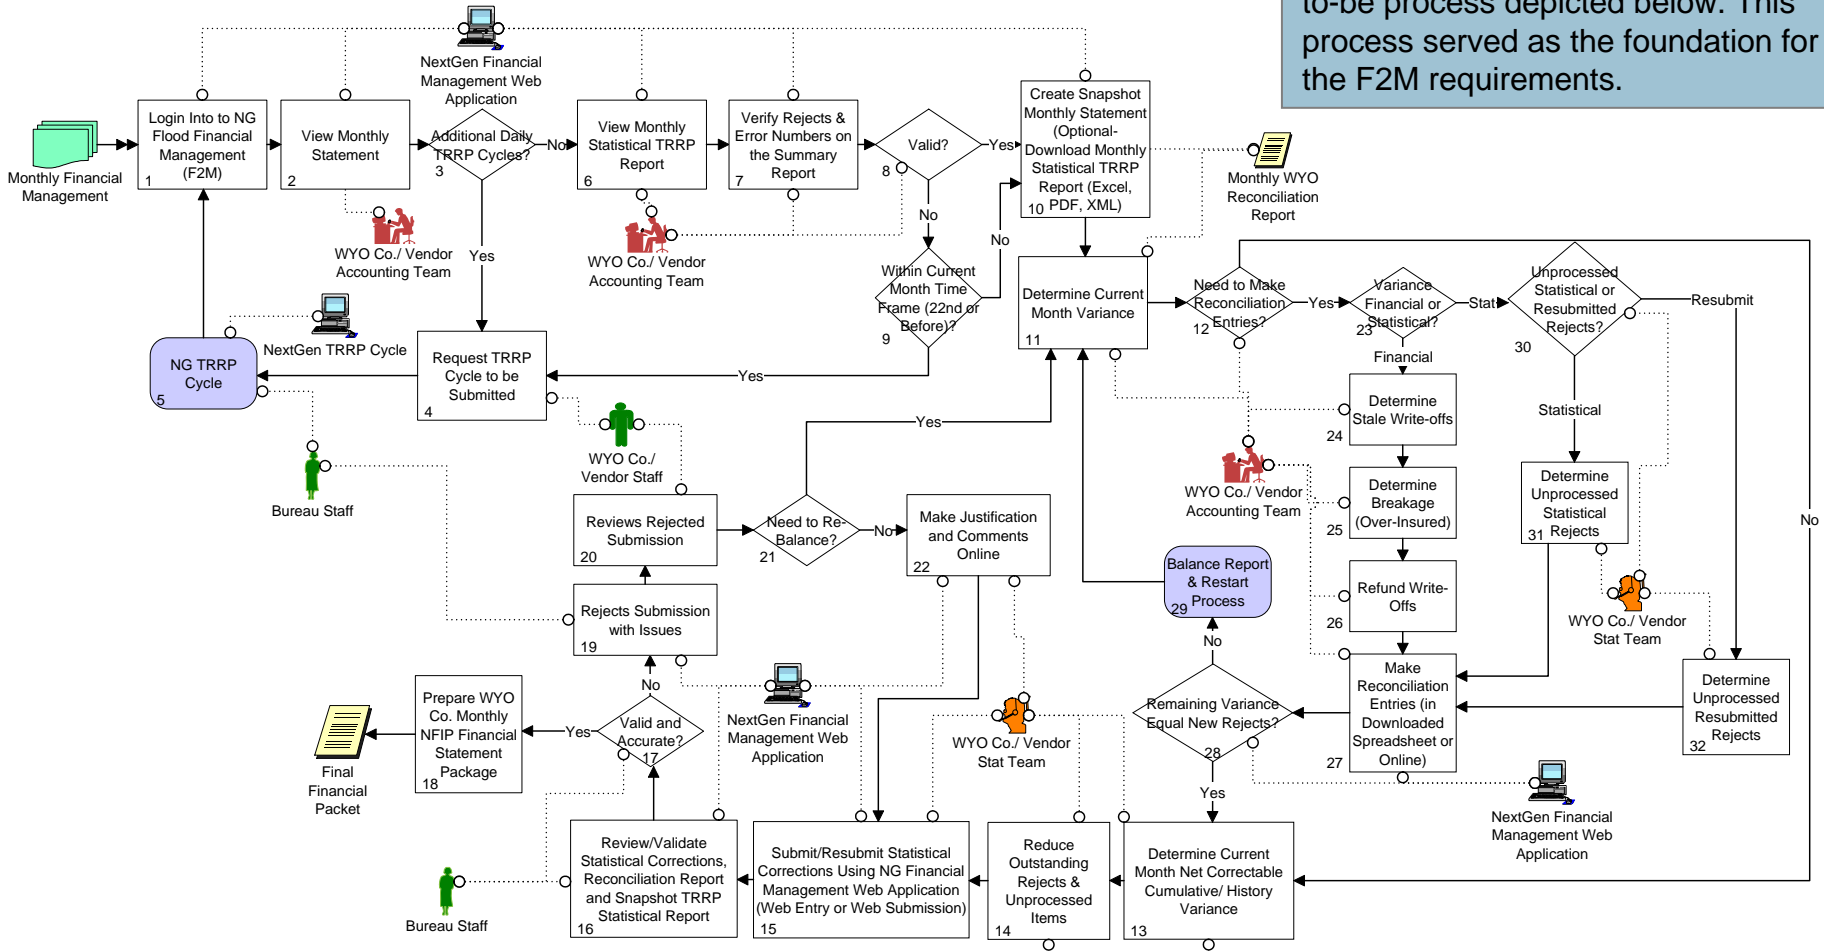 to-be process depicted below. This
process served as the foundation for
the F2M requirements.
NextGen Financial
Management Web
Application
Monthly Financial
Management
Login Into to NG
Flood Financial
Management
(F2M)
1
View Monthly
Statement
2
WYO Co./ Vendor
Accounting Team
Additional Daily
TRRP Cycles?
3
No
Yes
View Monthly
Statistical TRRP
Report
6
WYO Co./ Vendor
Accounting Team
Verify Rejects &
Error Numbers on
the Summary
Report
7
Valid?
8
Yes
No
Within Current
Month Time
Frame (22nd or
Before)?
9
No
Yes
Create Snapshot
Monthly Statement
(Optional-
Download Monthly
Statistical TRRP
Report (Excel,
PDF, XML)
10
Monthly WYO
Reconciliation
Report
NextGen TRRP Cycle
NG TRRP
Cycle
5
Request TRRP
Cycle to be
Submitted
4
Bureau Staff
WYO Co./
Vendor Staff
Determine Current
Month Variance
11
Need to Make
Reconciliation
Entries?
12
Yes
No
Variance
Financial or
Statistical?
23
Stat
Financial
Unprocessed
Statistical or
Resubmitted
Rejects?
30
Resubmit
Statistical
Determine
Stale Write-offs
24
Determine
Breakage
(Over-Insured)
25
Refund Write-
Offs
26
WYO Co./ Vendor
Accounting Team
Determine
Unprocessed
Statistical
Rejects
31
WYO Co./ Vendor
Stat Team
Determine
Unprocessed
Resubmitted
Rejects
32
Make
Reconciliation
Entries (in
Downloaded
Spreadsheet or
Online)
27
NextGen Financial
Management Web
Application
Remaining Variance
Equal New Rejects?
28
No
Yes
Balance Report
& Restart
Process
29
Reviews Rejected
Submission
20
Need to Re-
Balance?
21
Yes
No
Make Justification
and Comments
Online
22
Rejects Submission
with Issues
19
No
NextGen Financial
Management Web
Application
WYO Co./ Vendor
Stat Team
Valid and
Accurate?
17
Yes
Prepare WYO
Co. Monthly
NFIP Financial
Statement
Package
18
Final
Financial
Packet
Bureau Staff
Review/Validate
Statistical Corrections,
Reconciliation Report
and Snapshot TRRP
Statistical Report
16
Submit/Resubmit Statistical
Corrections Using NG Financial
Management Web Application
(Web Entry or Web Submission)
15
Reduce
Outstanding
Rejects &
Unprocessed
Items
14
Determine Current
Month Net Correctable
Cumulative/ History
Variance
13